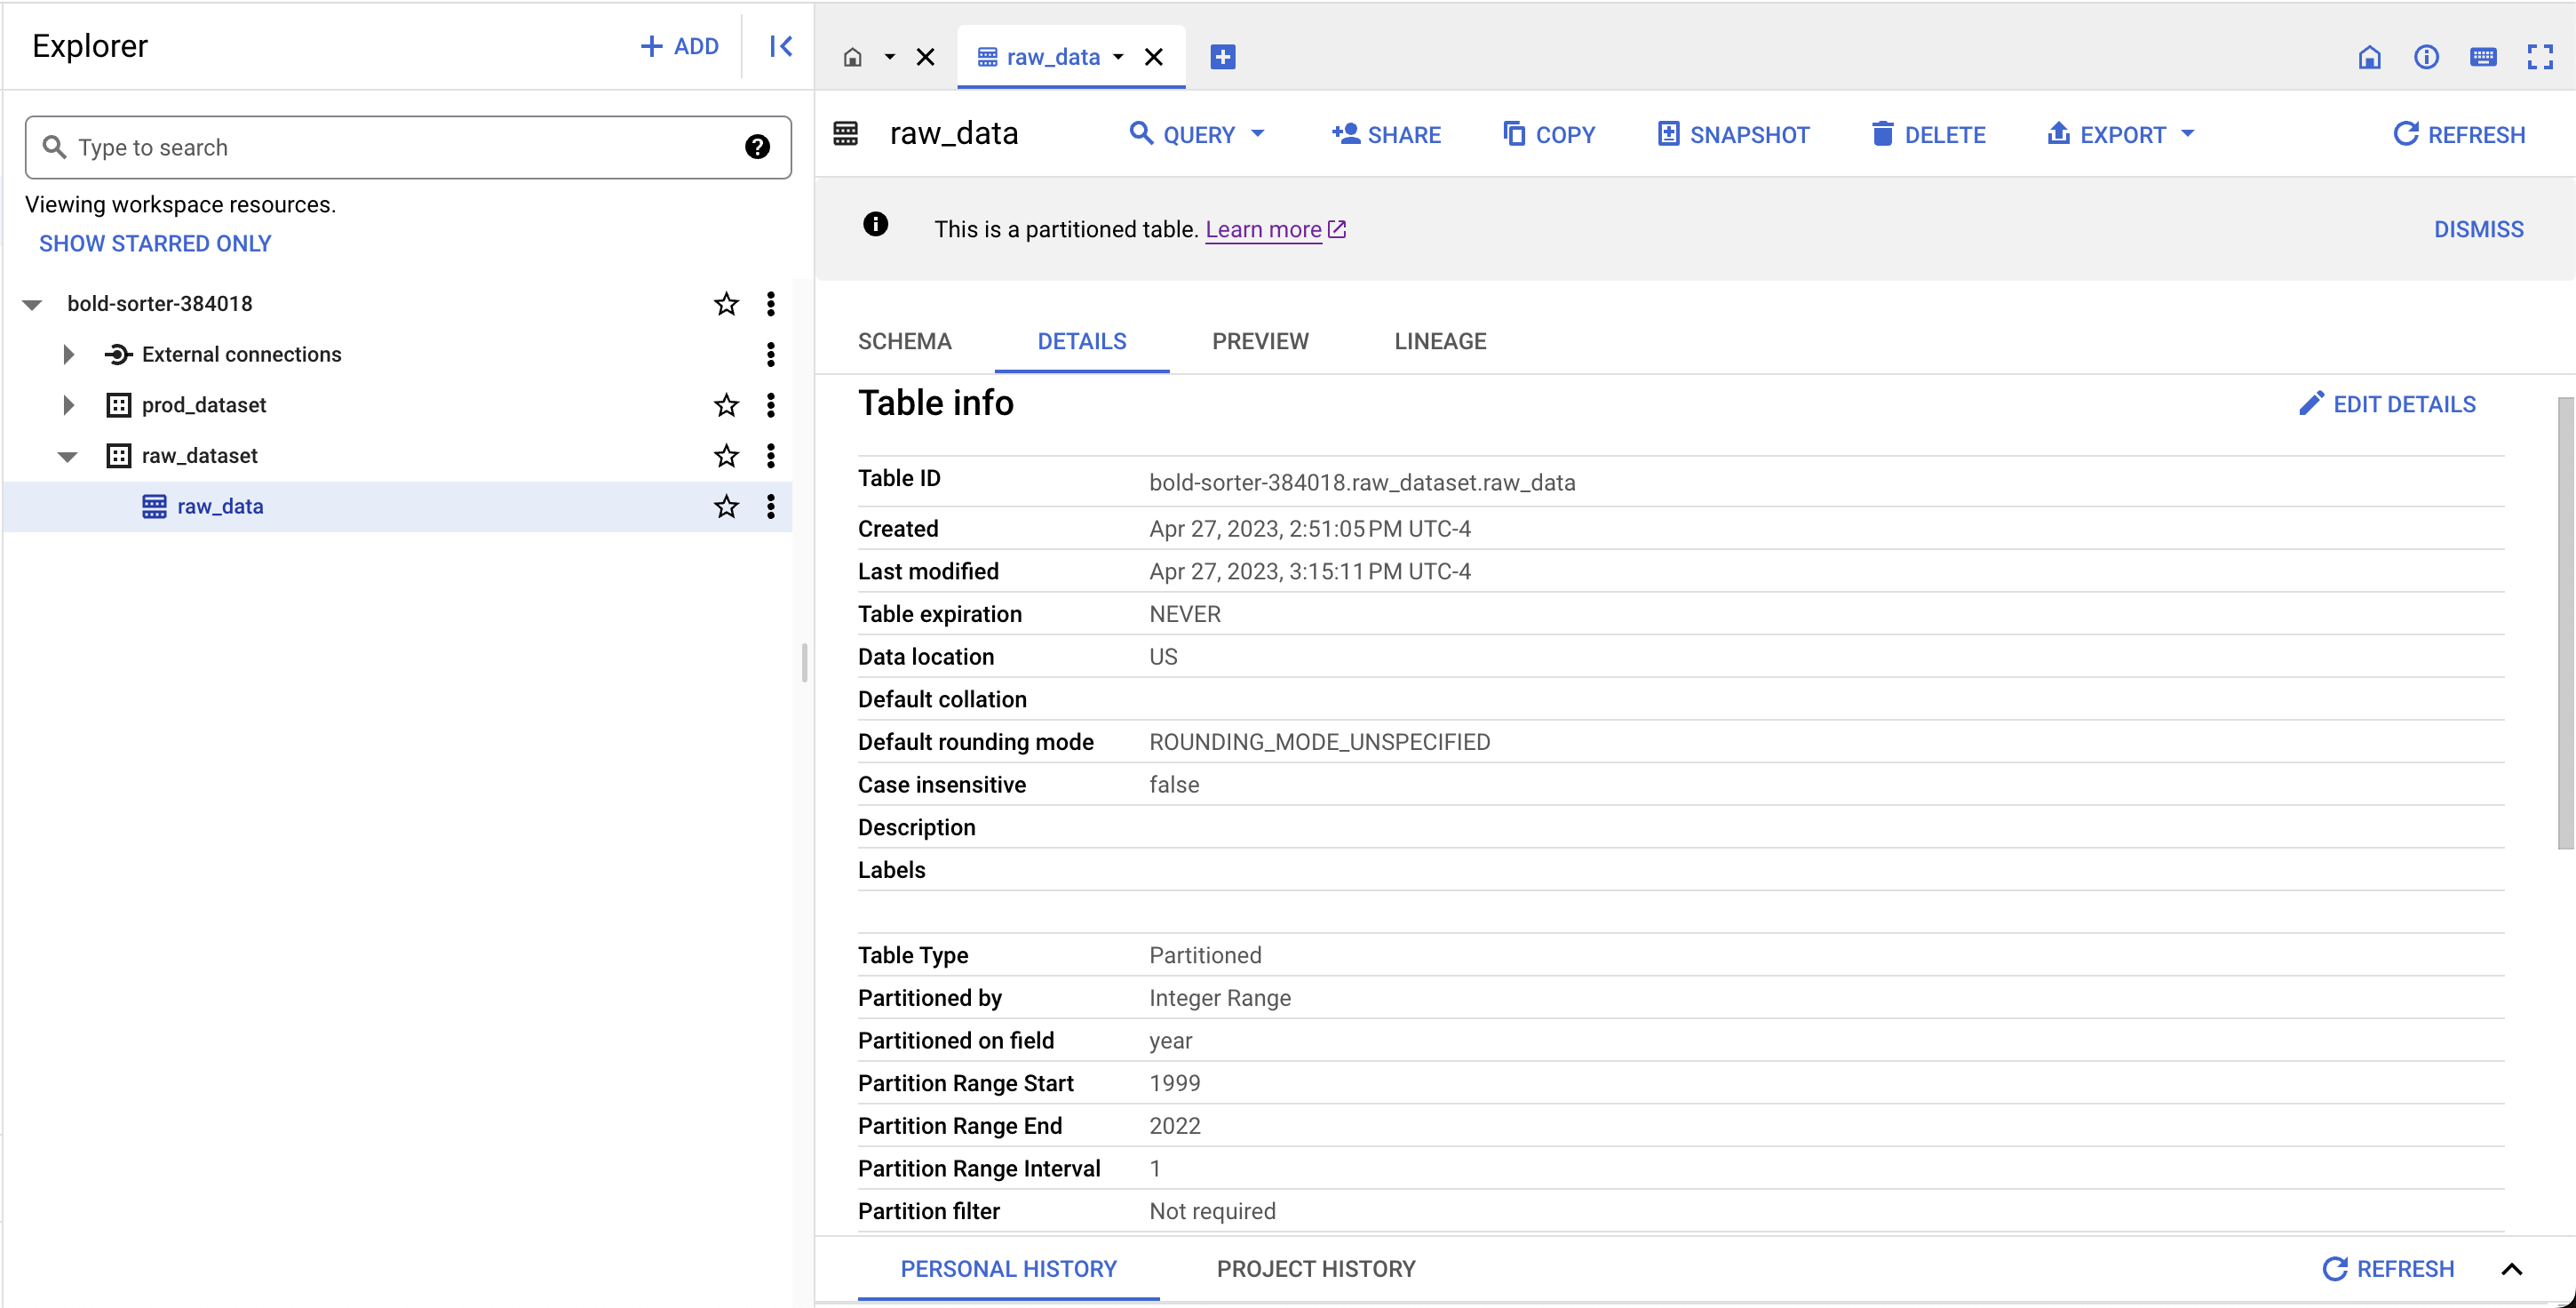 Explorer
ADD
Type to search
Viewing workspace resources.
SHOW STARRED ONLY
bold-sorter-384018
External connections
prod_dataset
raw_dataset
raw_data
raw_data
raw_data
QUERY
SHARE
COPY
SNAPSHOT
DELETE
EXPORT
REFRESH
This is a partitioned table. Learn more
DISMISS
SCHEMA
DETAILS
PREVIEW
LINEAGE
Table info
EDIT DETAILS
Table ID bold-sorter-384018.raw_dataset.raw_data
Created Apr 27, 2023, 2:51:05 PM UTC-4
Last modified Apr 27, 2023, 3:15:11 PM UTC-4
Table expiration NEVER
Data location US
Default collation
Default rounding mode ROUNDING_MODE_UNSPECIFIED
Case insensitive false
Description
Labels
Table Type Partitioned
Partitioned by Integer Range
Partitioned on field year
Partition Range Start 1999
Partition Range End 2022
Partition Range Interval 1
Partition filter Not required
PERSONAL HISTORY
PROJECT HISTORY
REFRESH